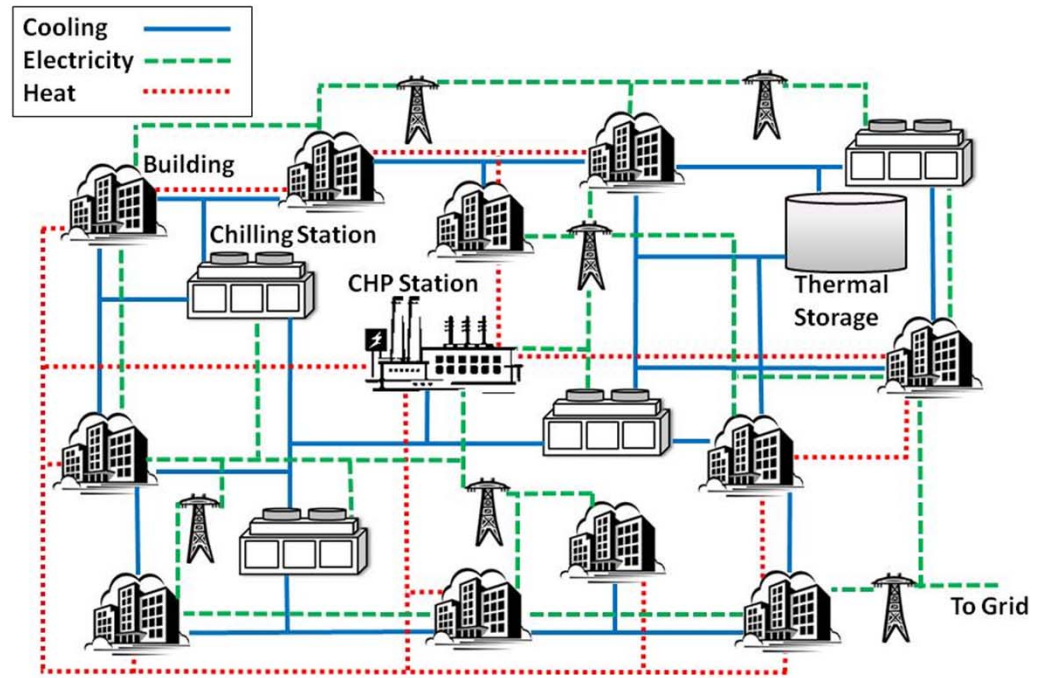 Cooling
Electricity
Heat
Building
Chilling Station
CHP Station
Thermal
Storage
To Grid